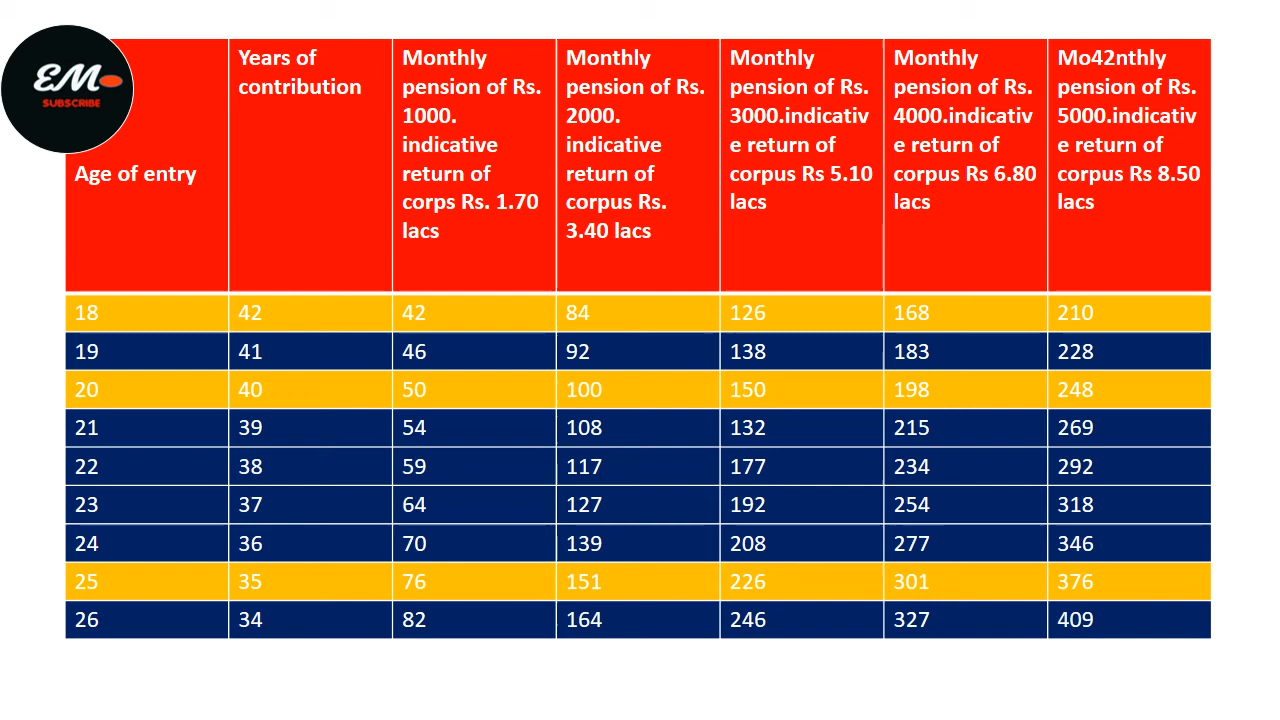 EM
SUBSCRIBE
Age of entry
Years of
contribution
Monthly
pension of Rs.
1000.
indicative
return of
corps Rs. 1.70
lacs
Monthly
pension of Rs.
2000.
indicative
return of
corpus Rs.
3.40 lacs
Monthly
pension of Rs.
3000.indicativ
e return of
corpus Rs 5.10
lacs
Monthly
pension of Rs.
4000.indicativ
e return of
corpus Rs 6.80
lacs
Mo42nthly
pension of Rs.
5000.indicativ
e return of
corpus Rs 8.50
lacs
18 42 42 84 126 168 210
19 41 46 92 138 183 228
20 40 50 100 150 198 248
21 39 54 108 132 215 269
22 38 59 117 177 234 292
23 37 64 127 192 254 318
24 36 70 139 208 277 346
25 35 76 151 226 301 376
26 34 82 164 246 327 409